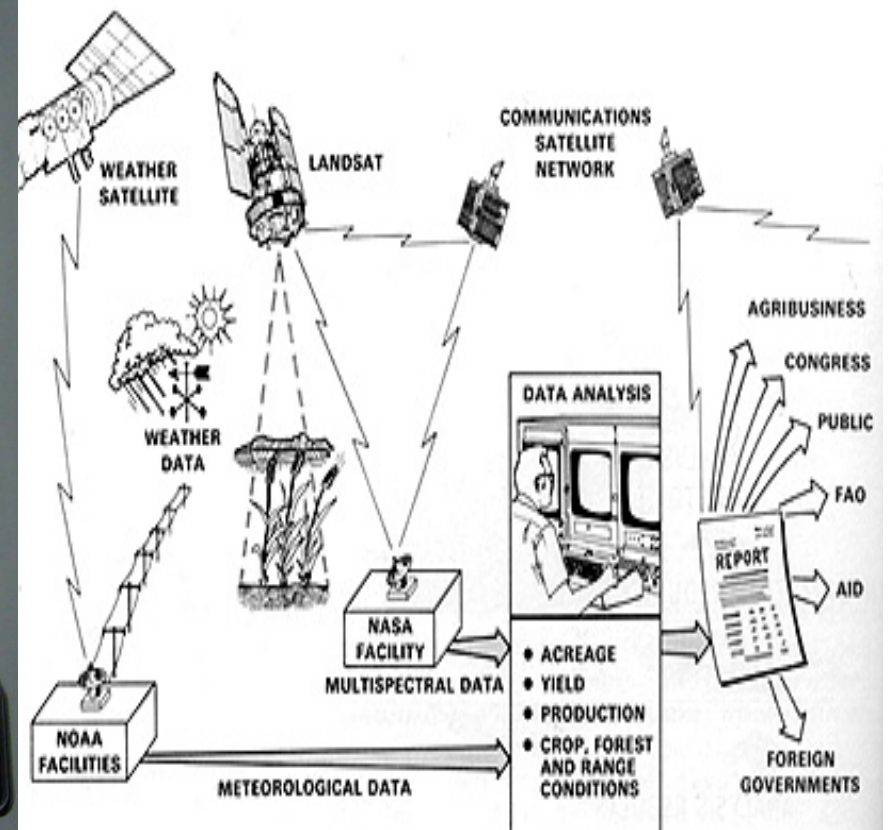 WEATHER
SATELLITE
LANDSAT
COMMUNICATIONS
SATELLITE
NETWORK
WEATHER
DATA
DATA ANALYSIS
AGRIBUSINESS
CONGRESS
PUBLIC
FAO
AID
REPORT
NASA
FACILITY
MULTISPECTRAL DATA
• ACREAGE
• YIELD
• PRODUCTION
• CROP, FOREST
AND RANGE
CONDITIONS
NOAA
FACILITIES
METEOROLOGICAL DATA
FOREIGN
GOVERNMENTS